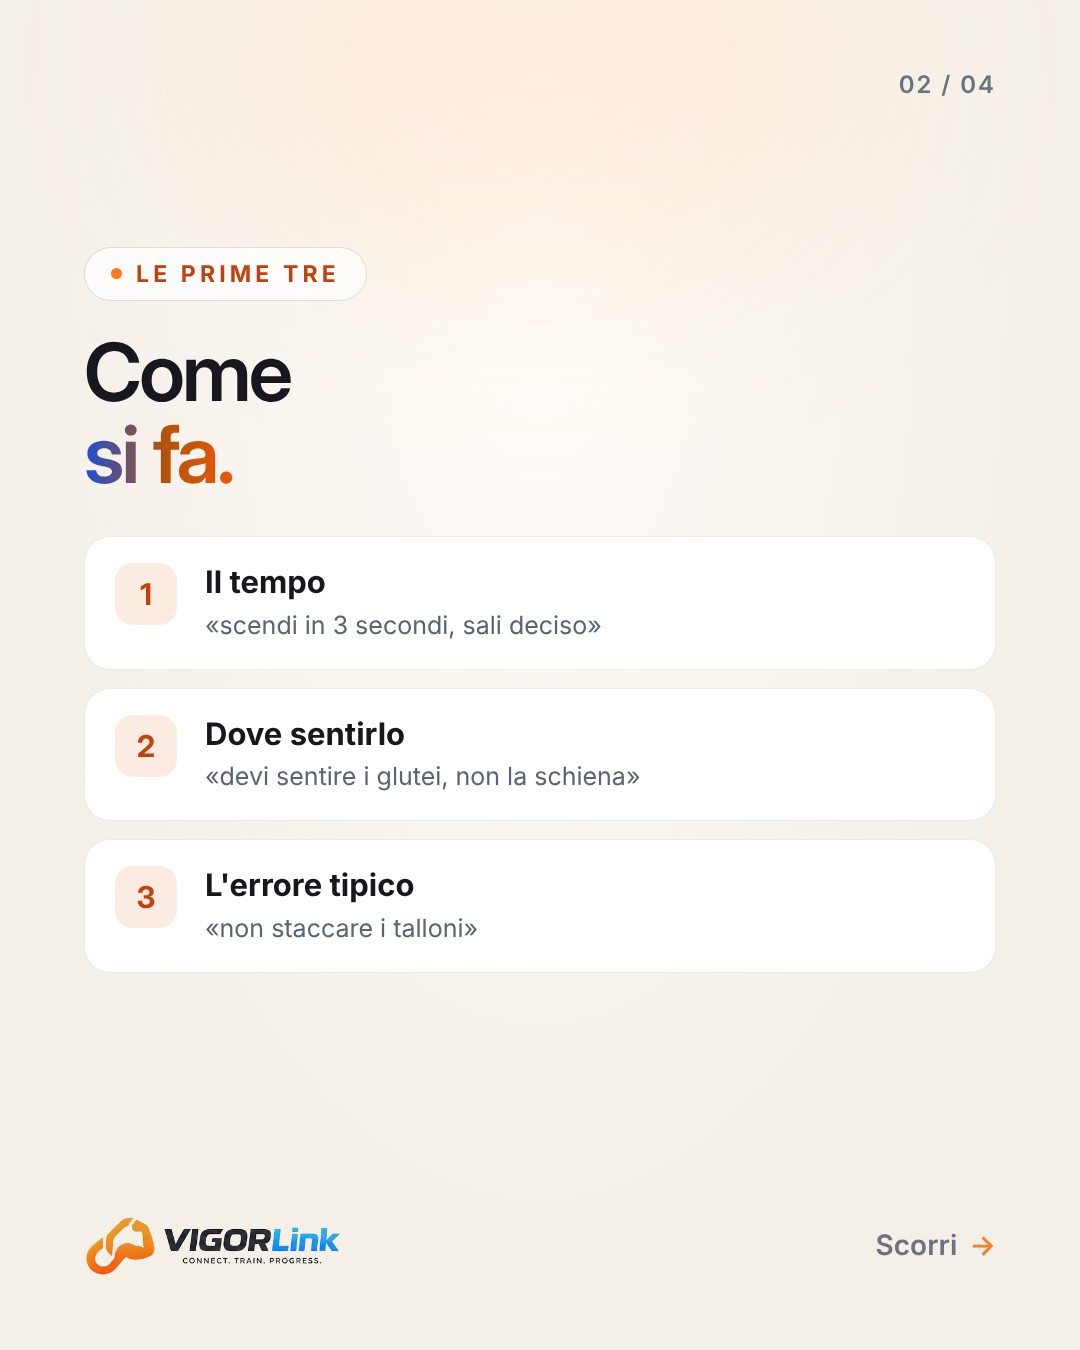 02 / 04
LE PRIME TRE
Come
si fa.
1
Il tempo
«scendi in 3 secondi, sali deciso»
2
Dove sentirlo
«devi sentire i glutei, non la schiena»
3
L'errore tipico
«non staccare i talloni»
VIGORLink
CONNECT. TRAIN. PROGRESS.
Scorri →